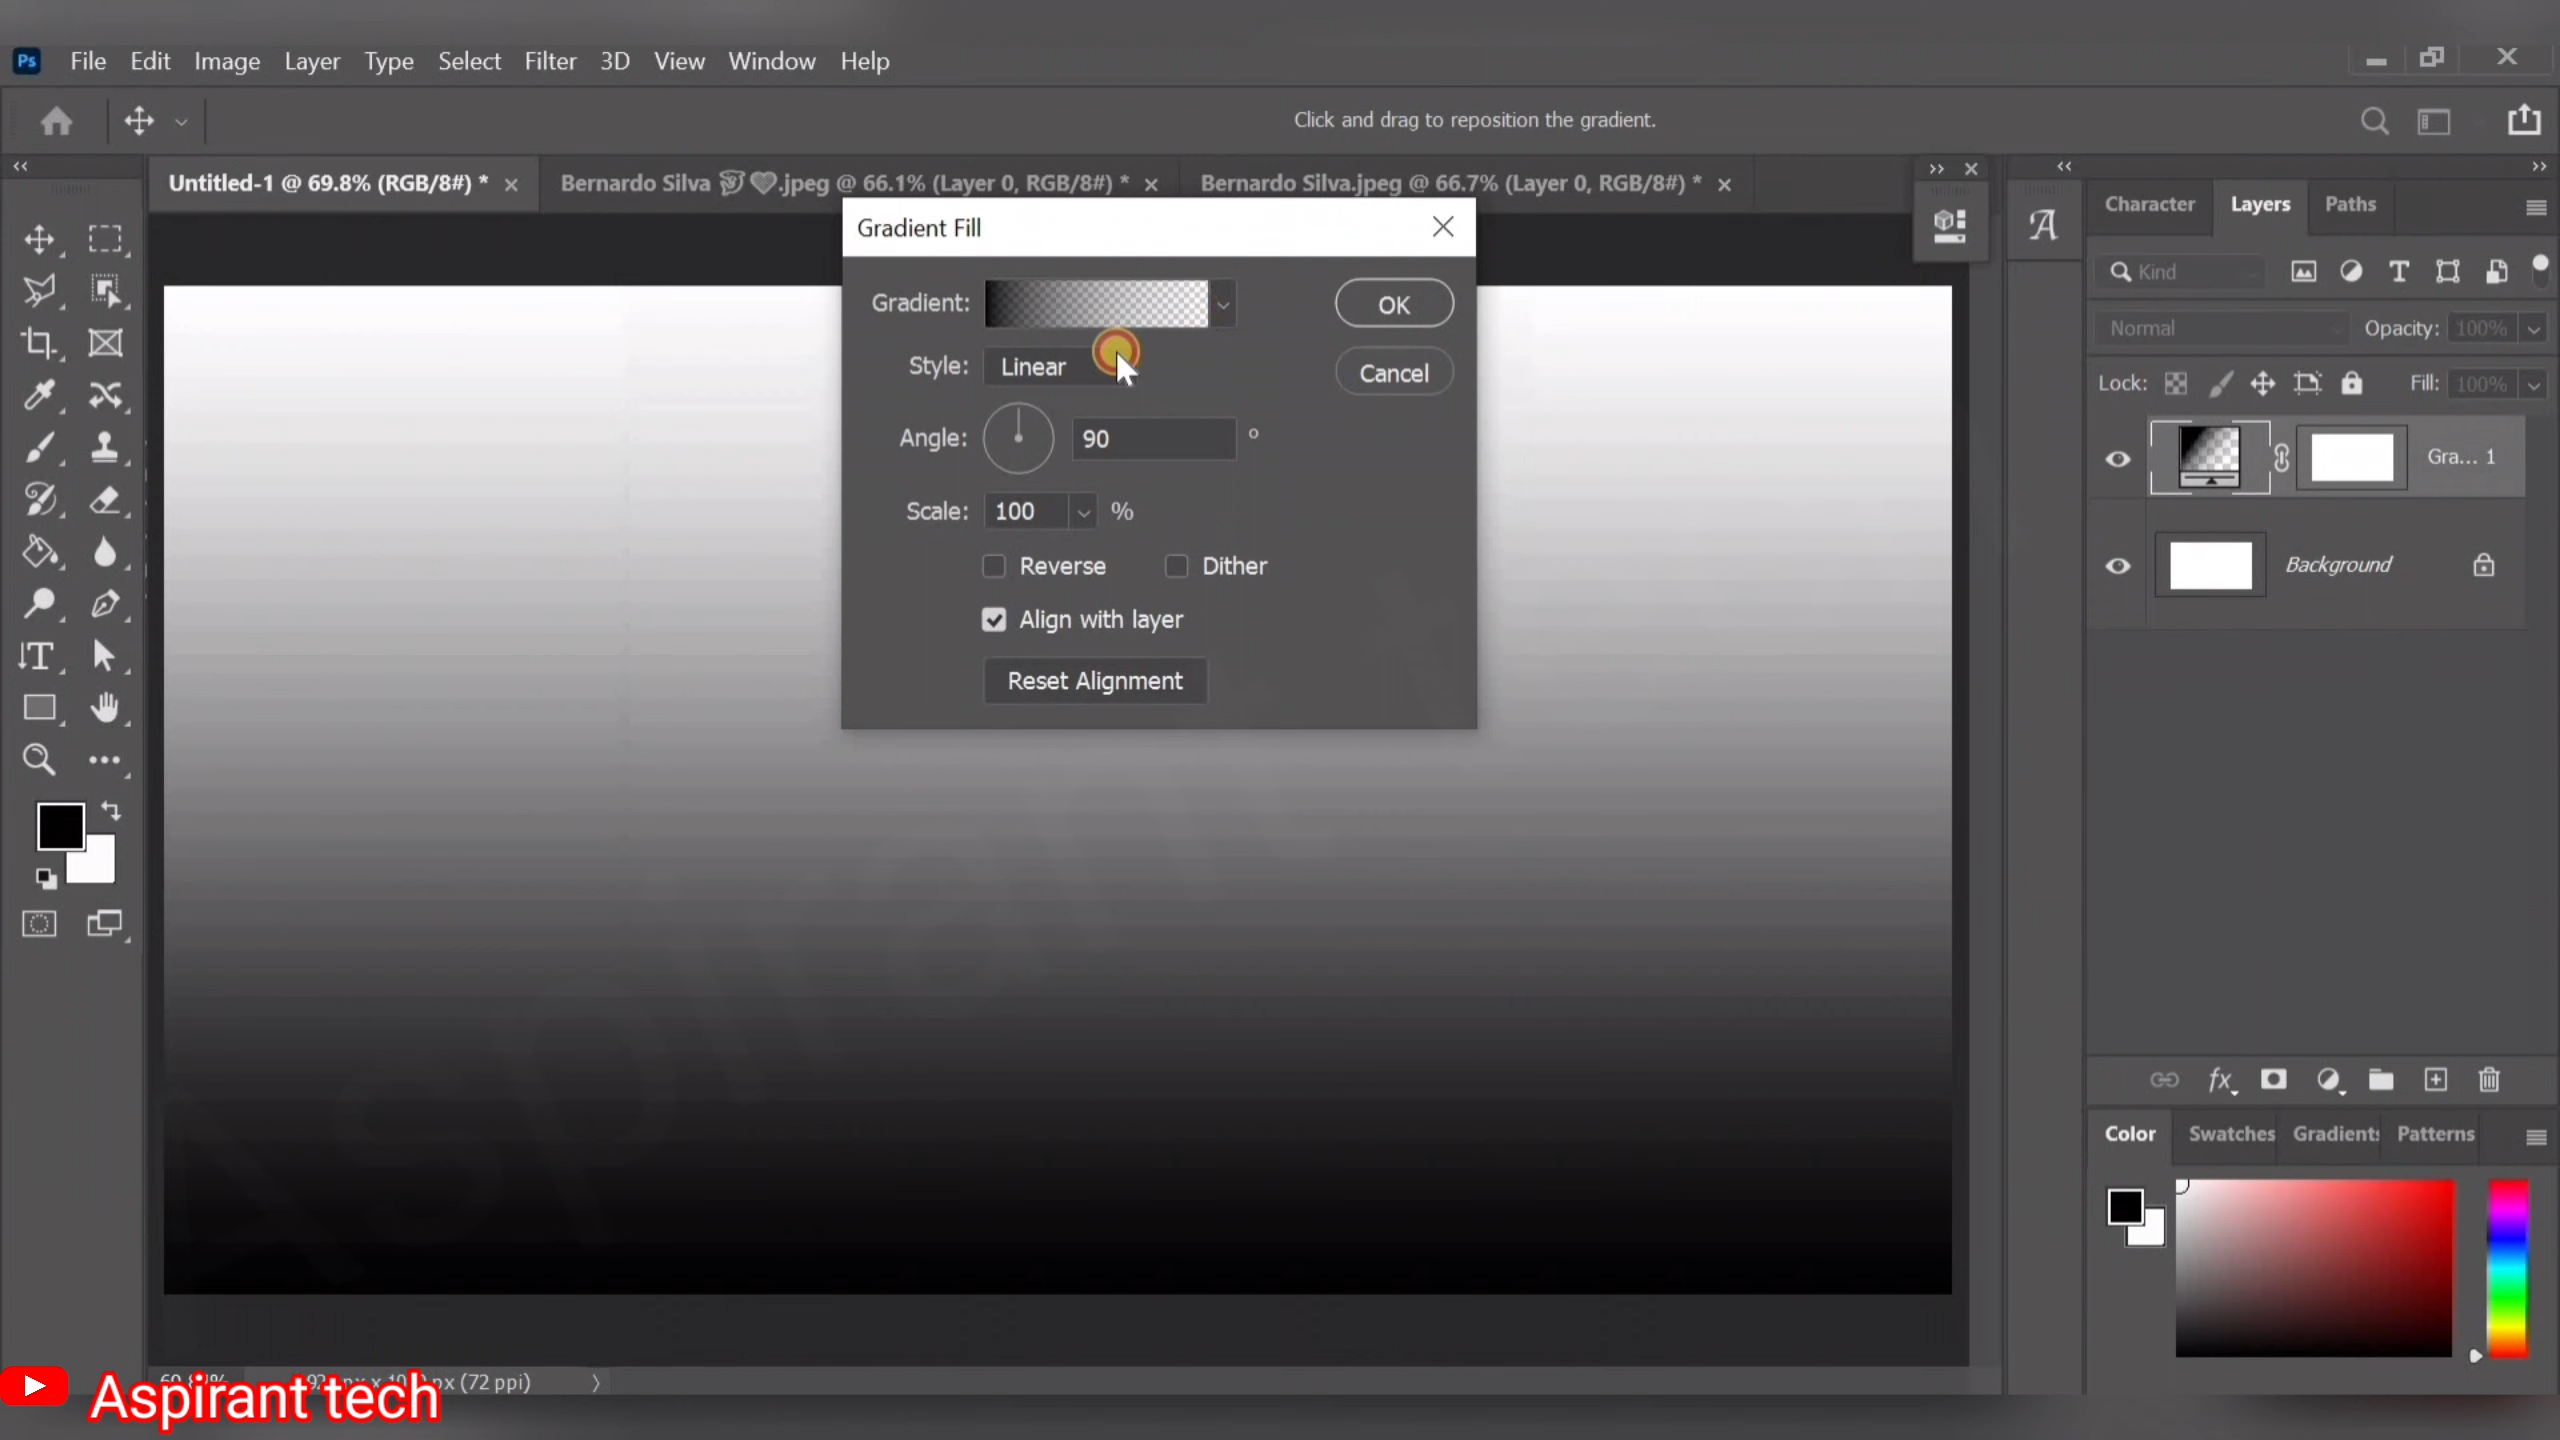 Ps File Edit Image Layer Type Select Filter 3D View Window Help
Click and drag to reposition the gradient.
Untitled-1 @ 69.8% (RGB/8#) * Bernardo Silva .jpeg @ 66.1% (Layer 0, RGB/8#) * Bernardo Silva.jpeg @ 66.7% (Layer 0, RGB/8#) *
Gradient Fill
Gradient:
OK
Style: Linear
Cancel
Angle: 90 °
Scale: 100 %
Reverse Dither
Align with layer
Reset Alignment
Character Layers Paths
Kind
Normal Opacity: 100%
Lock: Fill: 100%
Gra... 1
Background
fx
Color Swatches Gradients Patterns
Aspirant
px (72 ppi)
Aspirant tech